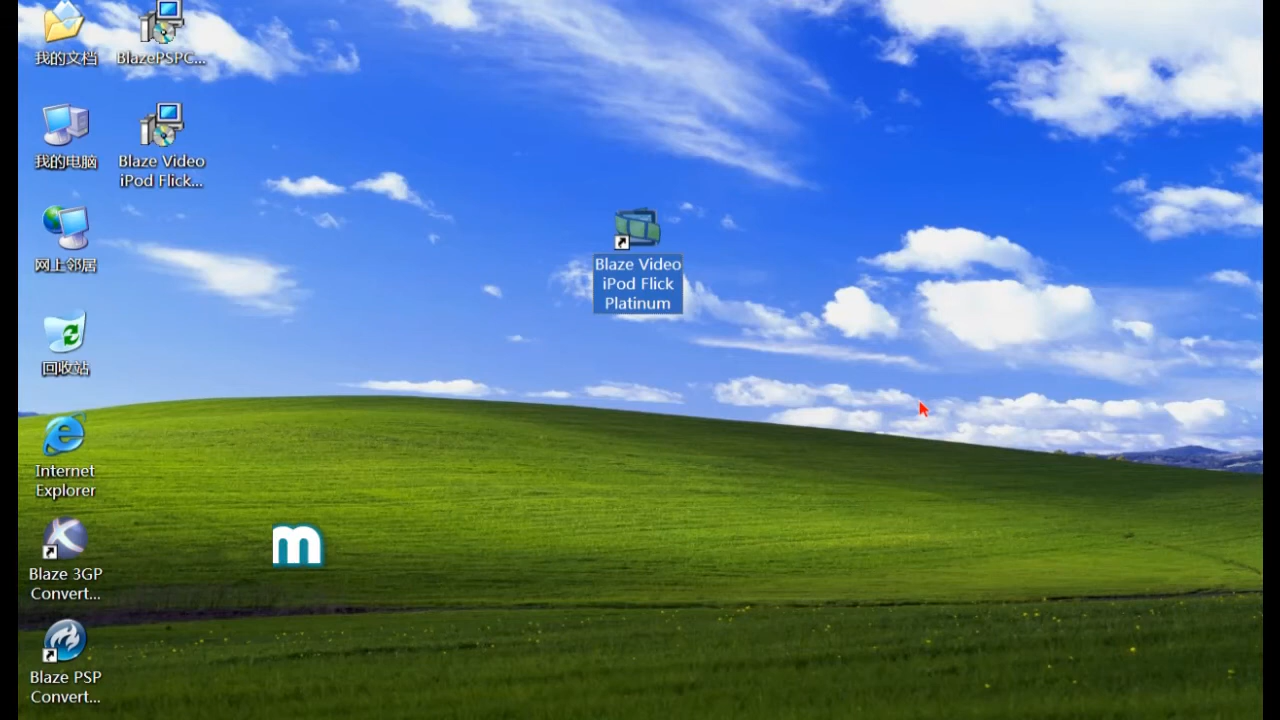 我的文档
BlazePSPC...
我的电脑
Blaze Video
iPod Flick...
网上邻居
Blaze Video
iPod Flick
Platinum
回收站
Internet
Explorer
m
Blaze 3GP
Convert...
Blaze PSP
Convert...